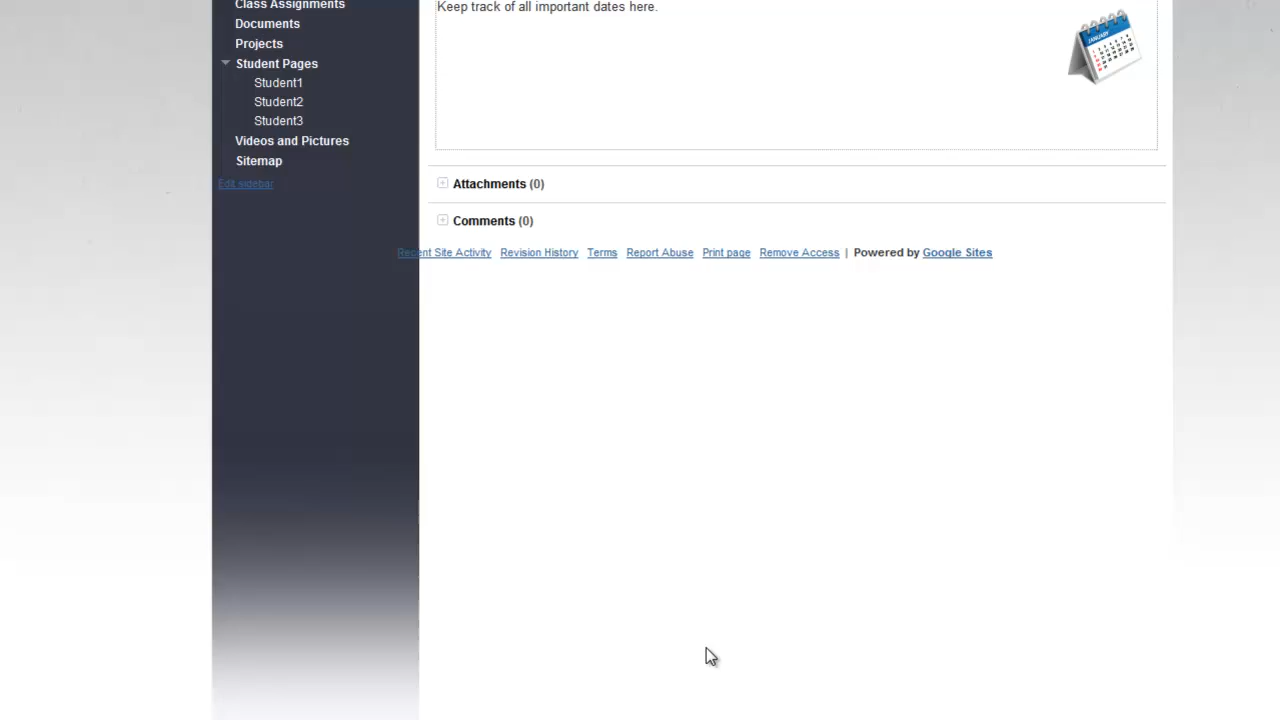 Class Assignments
Documents
Projects
Student Pages
Student1
Student2
Student3
Videos and Pictures
Sitemap
Edit sidebar
Keep track of all important dates here.
JANUARY
Attachments (0)
Comments (0)
Recent Site Activity Revision History Terms Report Abuse Print page Remove Access | Powered by Google Sites